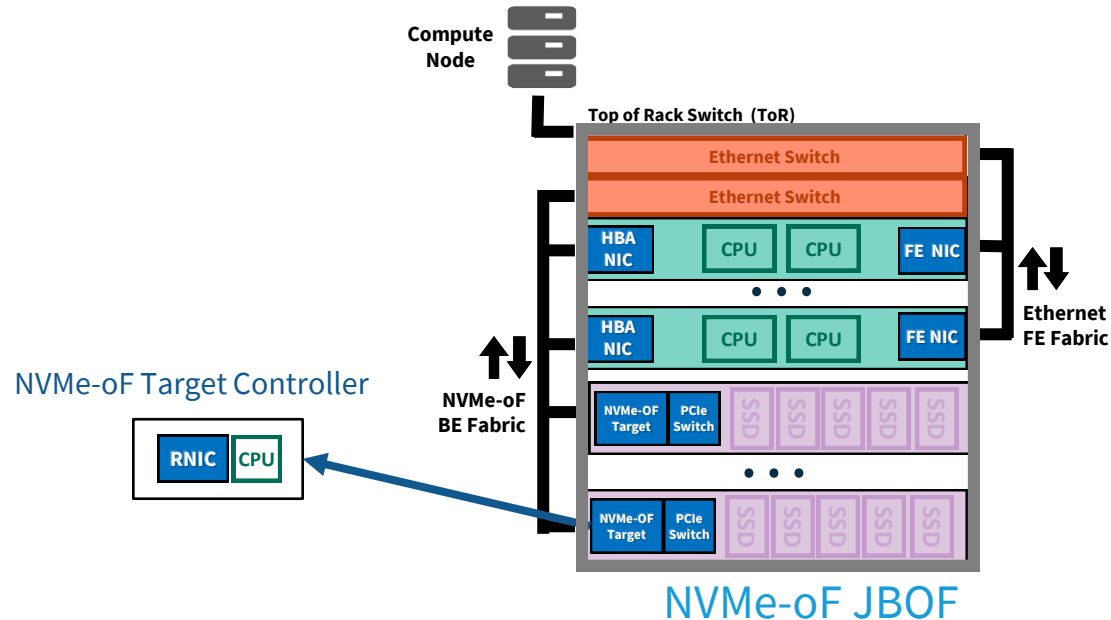 Compute
Node
Top of Rack Switch (ToR)
Ethernet Switch
Ethernet Switch
HBA
NIC
CPU
CPU
FE NIC
• • •
HBA
NIC
CPU
CPU
FE NIC
Ethernet
FE Fabric
NVMe-oF
BE Fabric
NVMe-OF
Target
PCIe
Switch
SSD
SSD
SSD
SSD
SSD
• • •
NVMe-OF
Target
PCIe
Switch
SSD
SSD
SSD
SSD
SSD
NVMe-oF Target Controller
RNIC
CPU
NVMe-oF JBOF